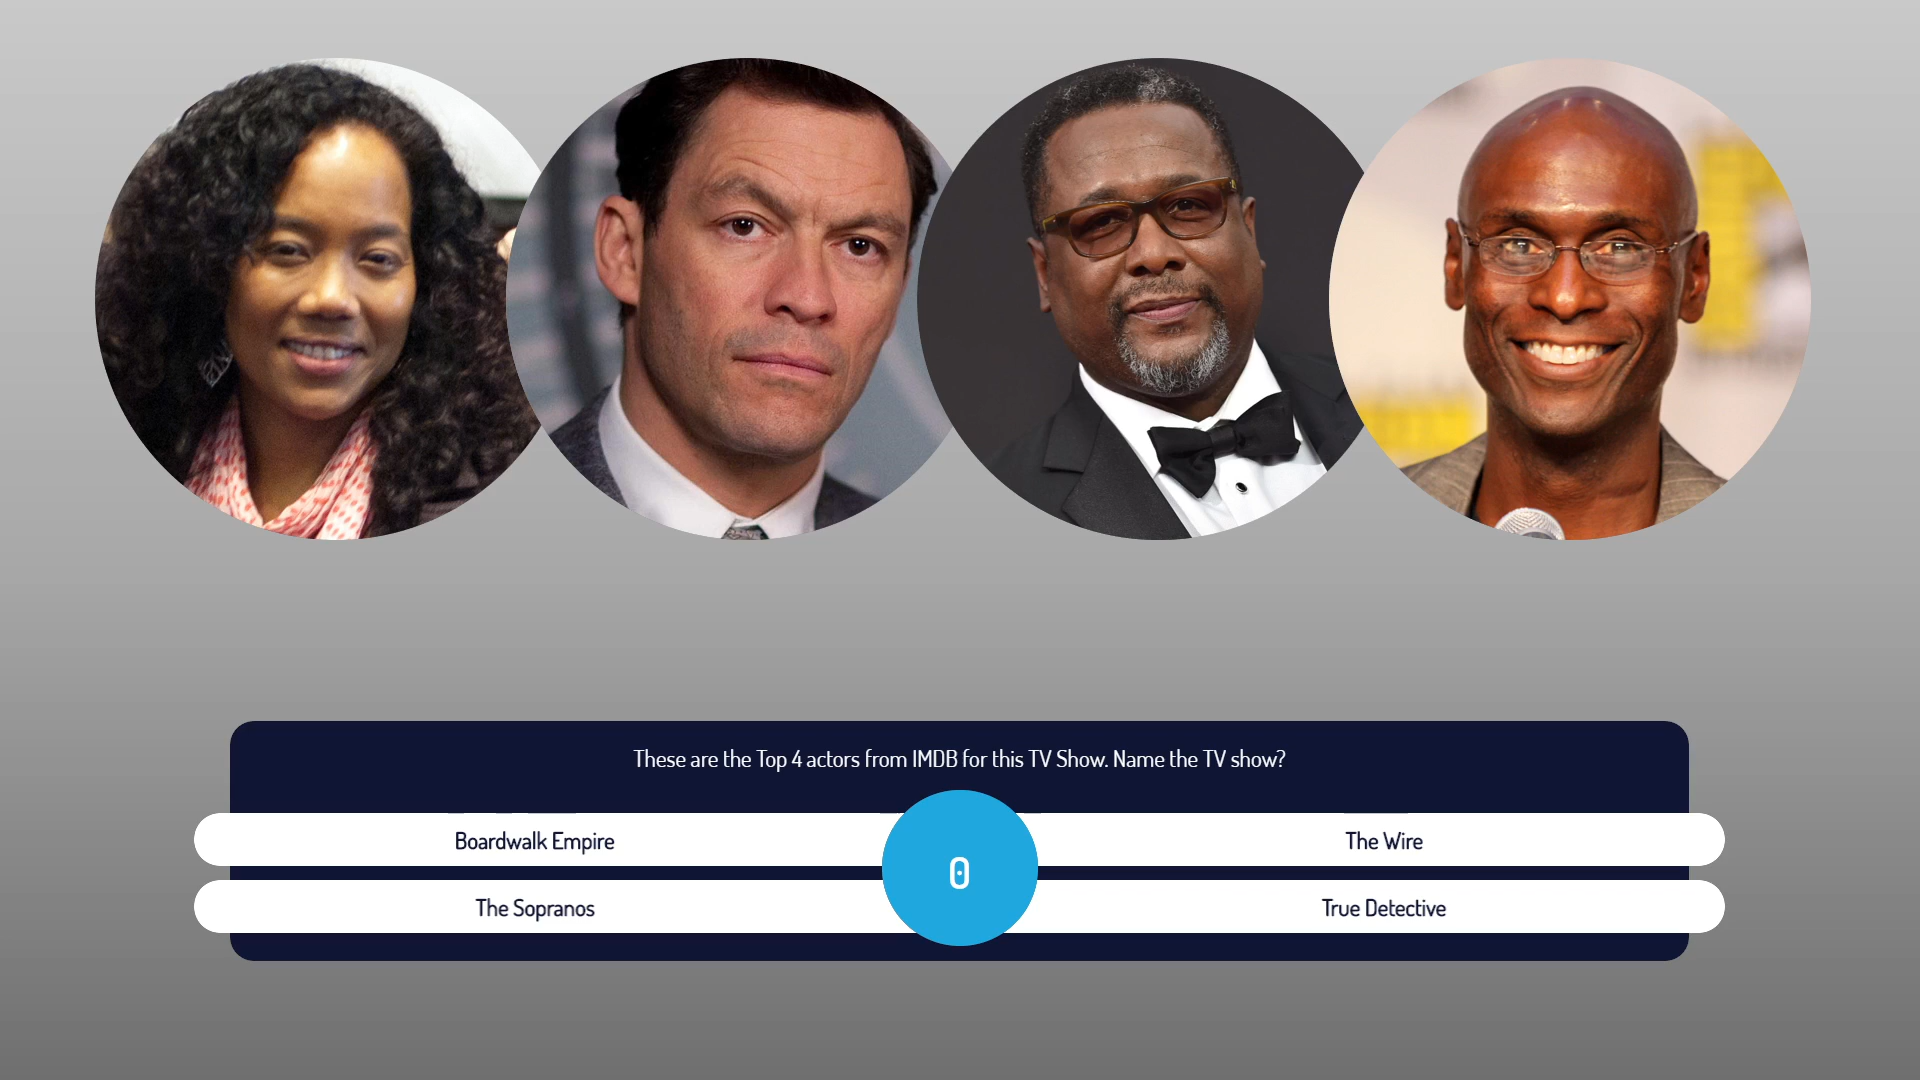 These are the Top 4 actors from IMDB for this TV Show. Name the TV show?
Boardwalk Empire
The Wire
0
The Sopranos
True Detective